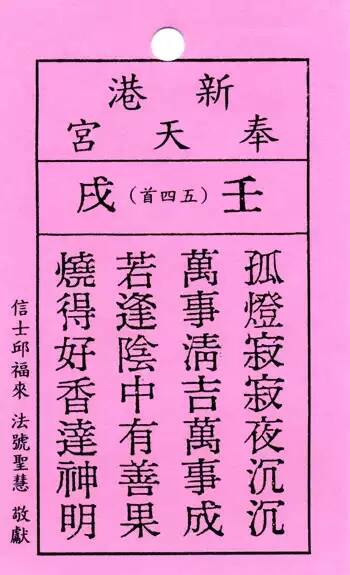 新港
奉天宮
壬（五四首）戌
孤燈寂寂夜沉沉
萬事清吉萬事成
若逢陰中有善果
燒得好香達神明
信士邱福來 法號聖慧 敬獻